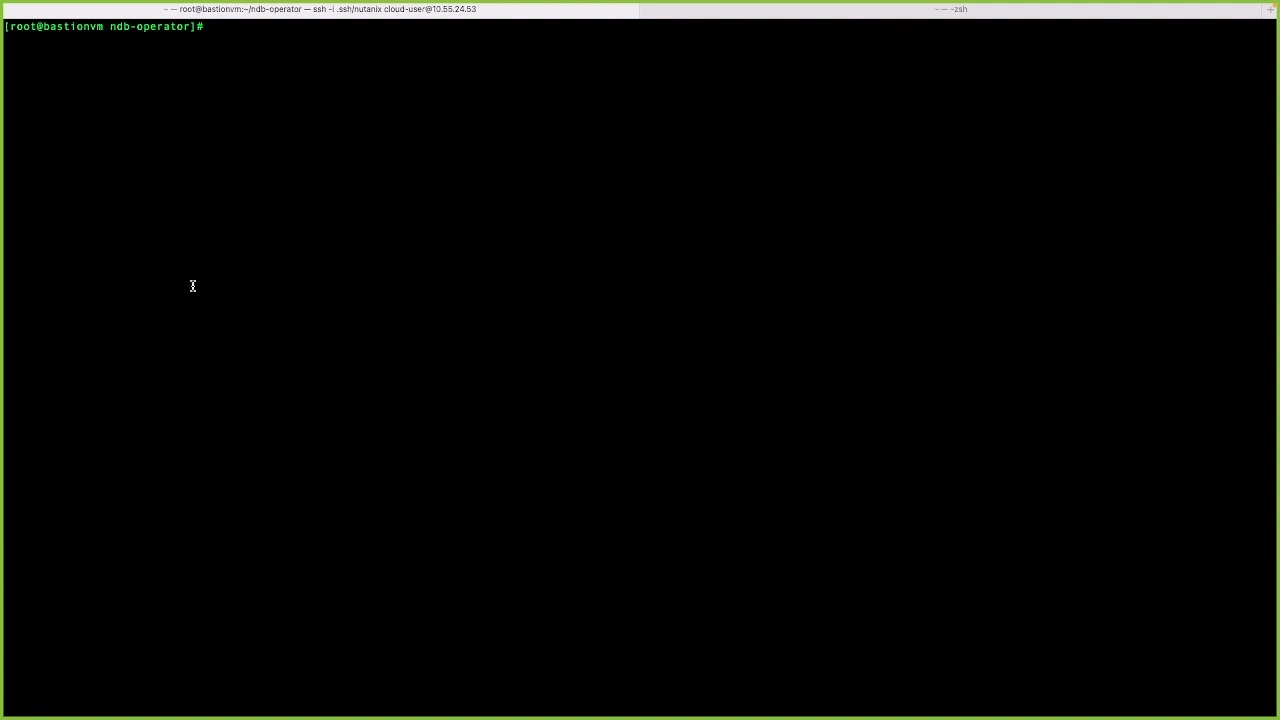 ~ — root@bastionvm:~/ndb-operator — ssh -i .ssh/nutanix cloud-user@10.55.24.53
~ — -zsh
+
[root@bastionvm ndb-operator]#